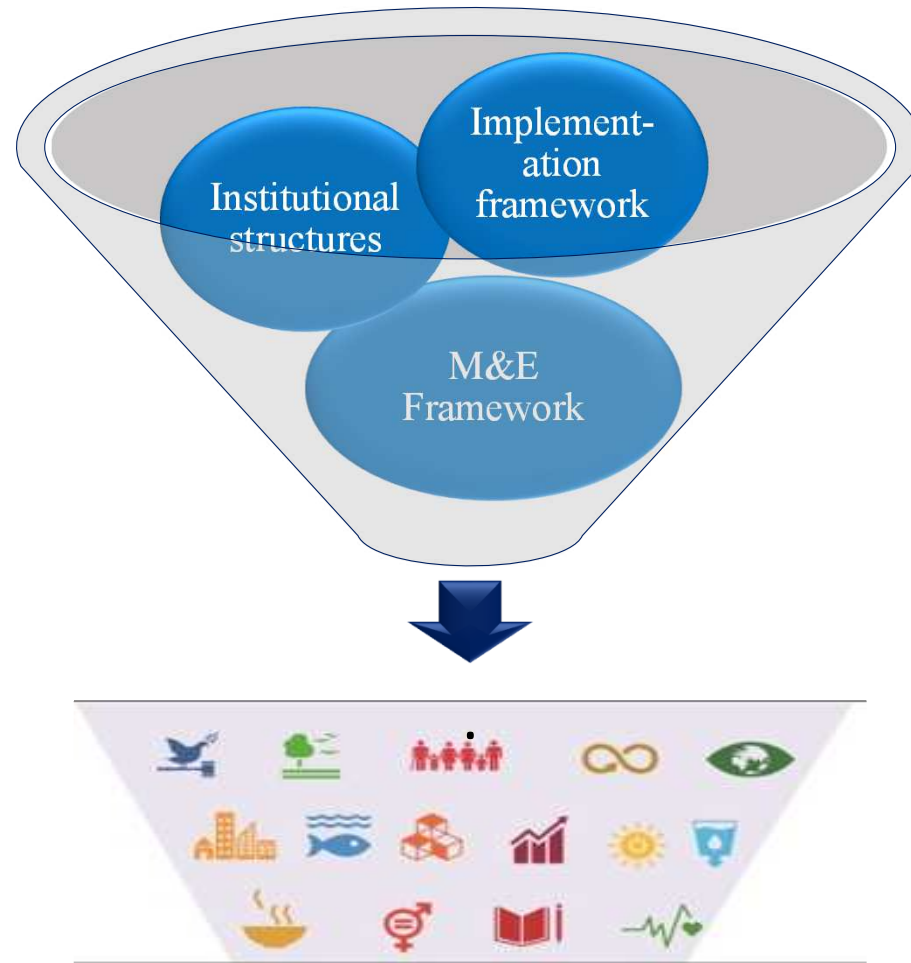 Implement-
ation
framework
Institutional
structures
M&E
Framework